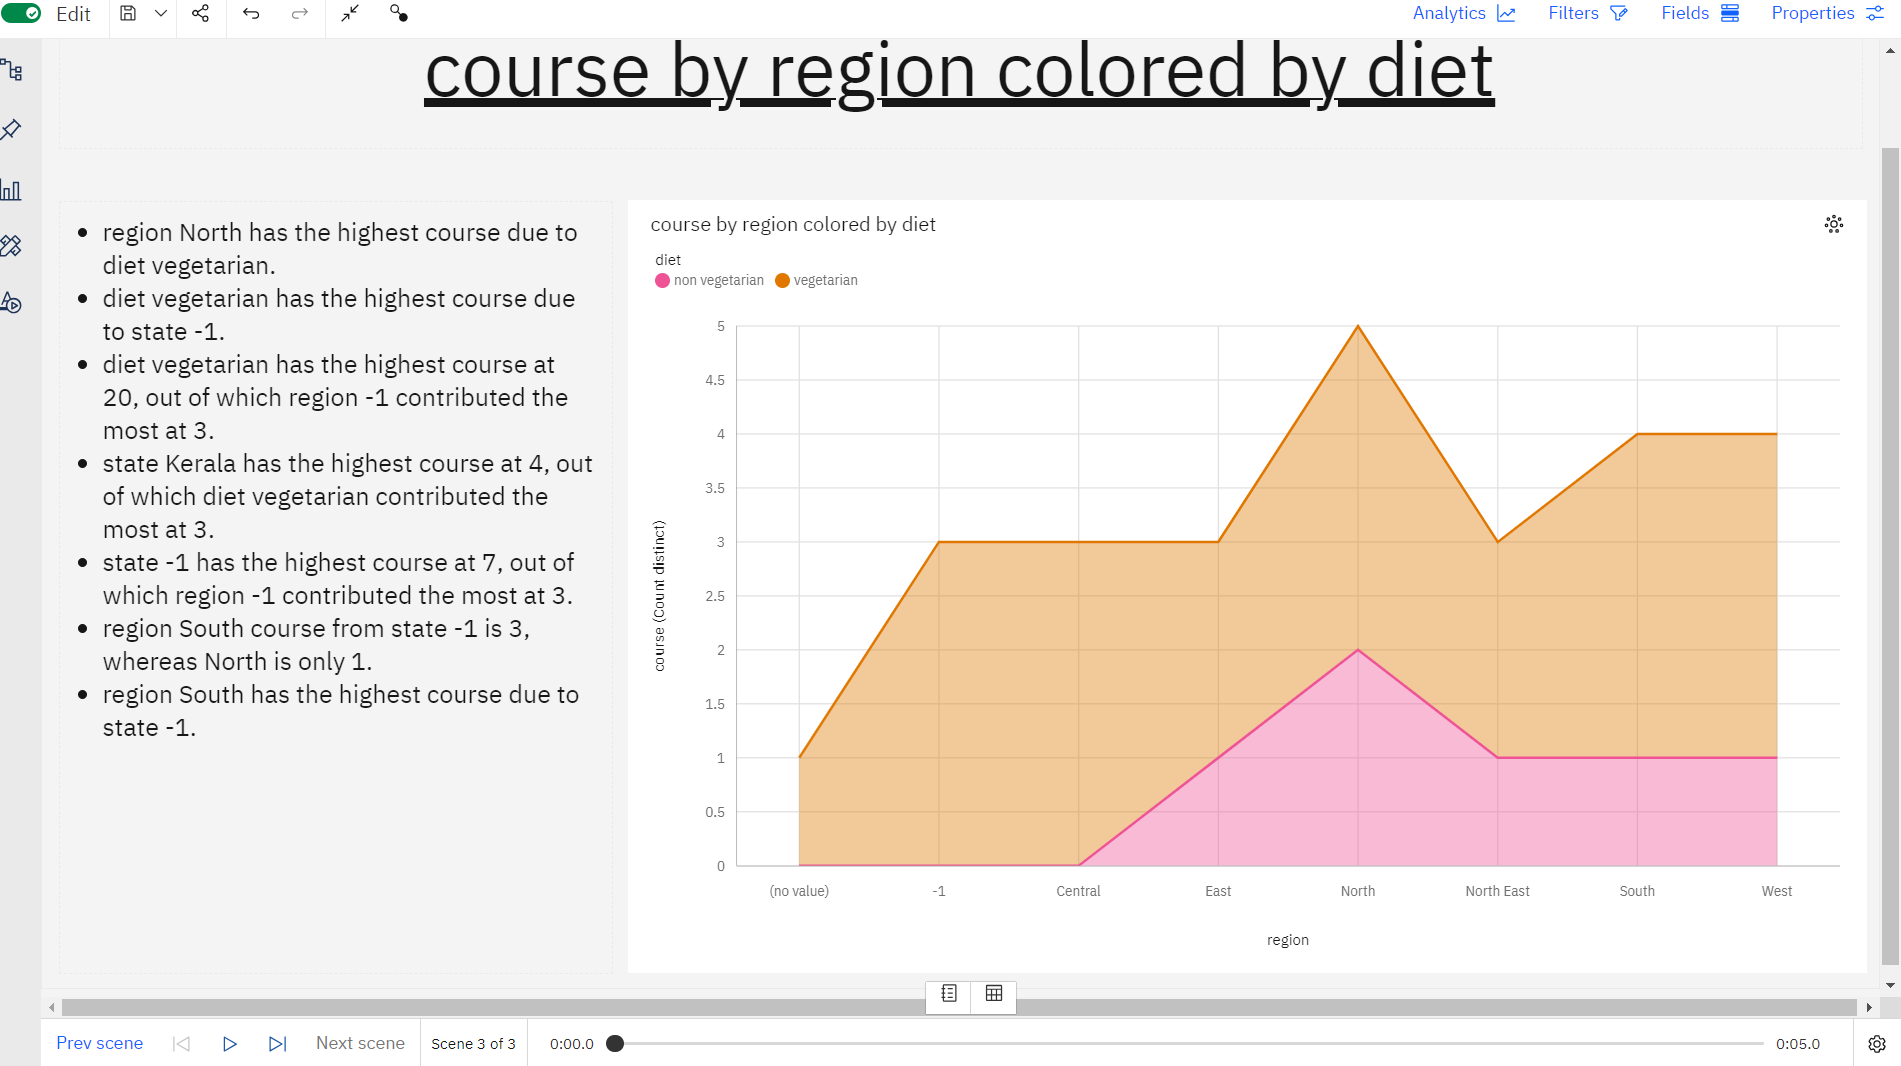 Edit
Analytics
Filters
Fields
Properties
course by region colored by diet
• region North has the highest course due to
diet vegetarian.
• diet vegetarian has the highest course due
to state -1.
• diet vegetarian has the highest course at
20, out of which region -1 contributed the
most at 3.
• state Kerala has the highest course at 4, out
of which diet vegetarian contributed the
most at 3.
• state -1 has the highest course at 7, out of
which region -1 contributed the most at 3.
• region South course from state -1 is 3,
whereas North is only 1.
• region South has the highest course due to
state -1.
course by region colored by diet
diet
non vegetarian
vegetarian
course (Count distinct)
5
4.5
4
3.5
3
2.5
2
1.5
1
0.5
0
(no value)
-1
Central
East
North
North East
South
West
region
Prev scene
Next scene
Scene 3 of 3
0:00.0
0:05.0